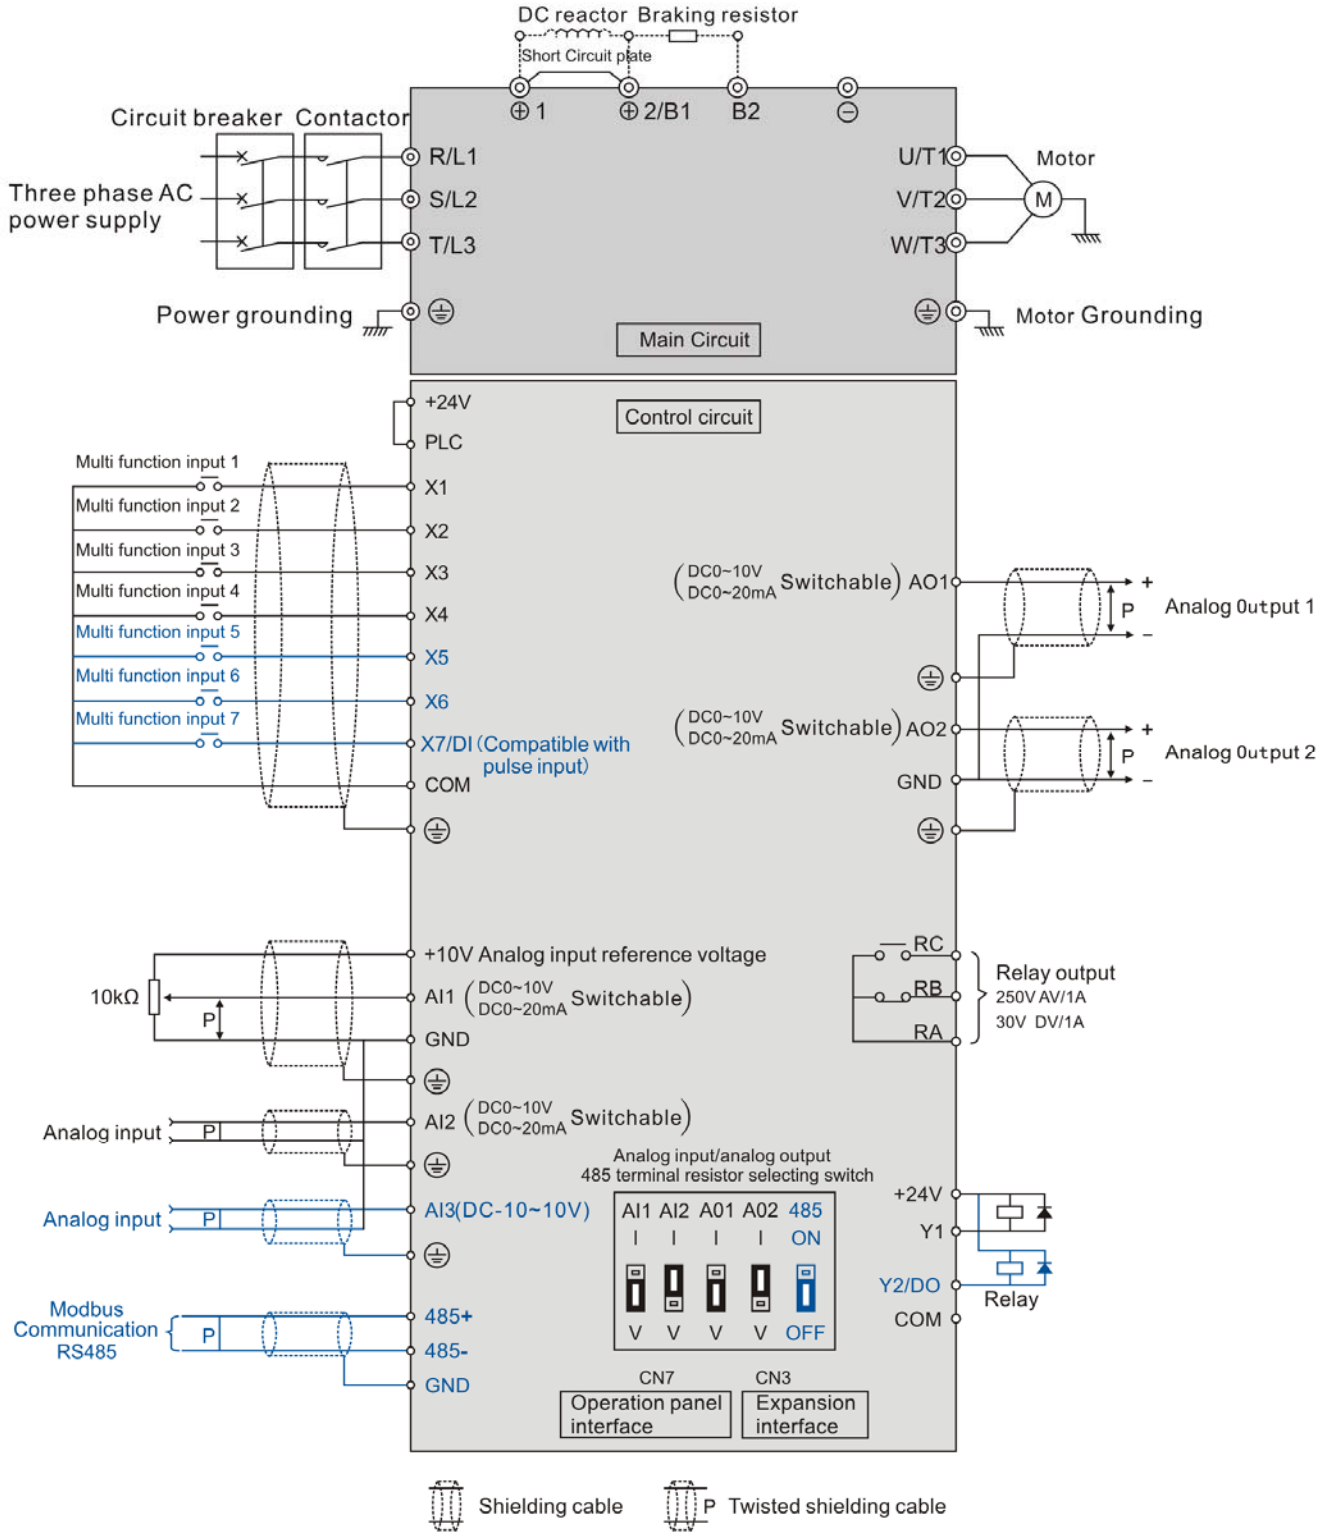 DC reactor Braking resistor
Short Circuit plate
1
2/B1
B2
Circuit breaker Contactor
R/L1
S/L2
T/L3
Three phase AC
power supply
U/T1
V/T2
W/T3
Motor
M
Power grounding
Motor Grounding
Main Circuit
+24V
PLC
Control circuit
Multi function input 1
X1
Multi function input 2
X2
Multi function input 3
X3
Multi function input 4
X4
Multi function input 5
X5
Multi function input 6
X6
Multi function input 7
X7/DI (Compatible with
pulse input)
COM
(DC0~10V
DC0~20mA Switchable) AO1
+
P
−
Analog Output 1
(DC0~10V
DC0~20mA Switchable) AO2
GND
+
P
−
Analog Output 2
+10V Analog input reference voltage
10kΩ
P
AI1 (DC0~10V
DC0~20mA Switchable)
GND
RC
RB
RA
Relay output
250V AV/1A
30V DV/1A
Analog input
P
AI2 (DC0~10V
DC0~20mA Switchable)
Analog input
P
AI3(DC-10~10V)
Analog input/analog output
485 terminal resistor selecting switch
AI1 AI2 A01 A02 485
I I I I ON
V V V V OFF
+24V
Y1
Y2/DO
COM
Relay
Modbus
Communication
RS485
P
485+
485-
GND
CN7
Operation panel
interface
CN3
Expansion
interface
Shielding cable
P Twisted shielding cable